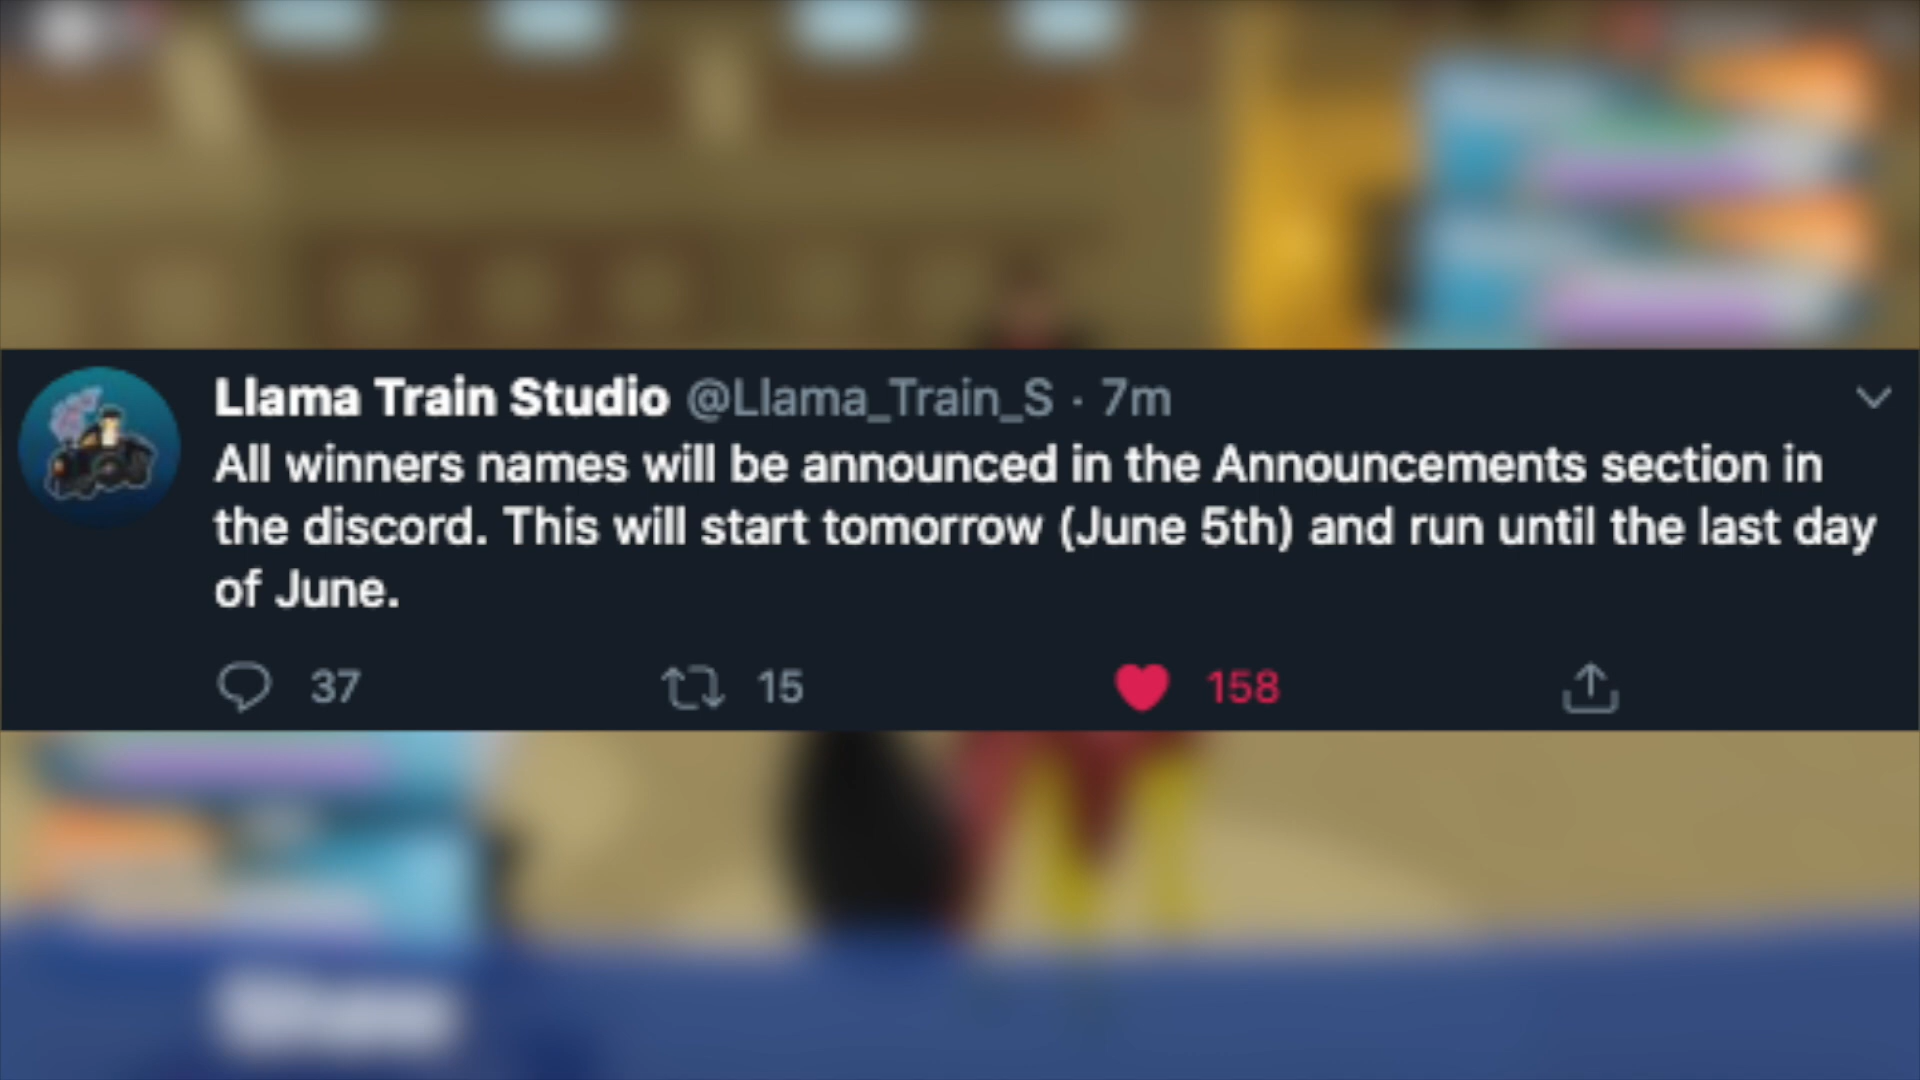 Llama Train Studio @Llama_Train_S · 7m
All winners names will be announced in the Announcements section in
the discord. This will start tomorrow (June 5th) and run until the last day
of June.
37 15 158